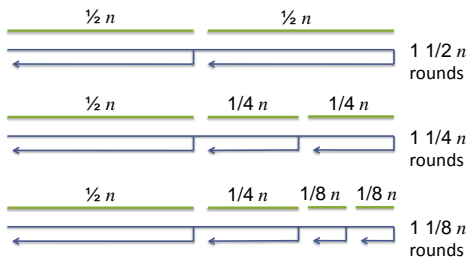 ½ n ½ n
1 1/2 n
rounds
½ n 1/4 n 1/4 n
1 1/4 n
rounds
½ n 1/4 n 1/8 n 1/8 n
1 1/8 n
rounds